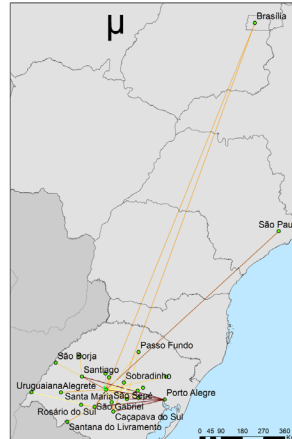 μ
Brasília
São Pau
Passo Fundo
São Borja
Santiago
Sobradinho
Uruguaiana
Alegrete
Santa Maria
São Sepé
Porto Alegre
São Gabriel
Rosário do Sul
Caçapava do Sul
Santana do Livramento
0 45 90 180 270 360